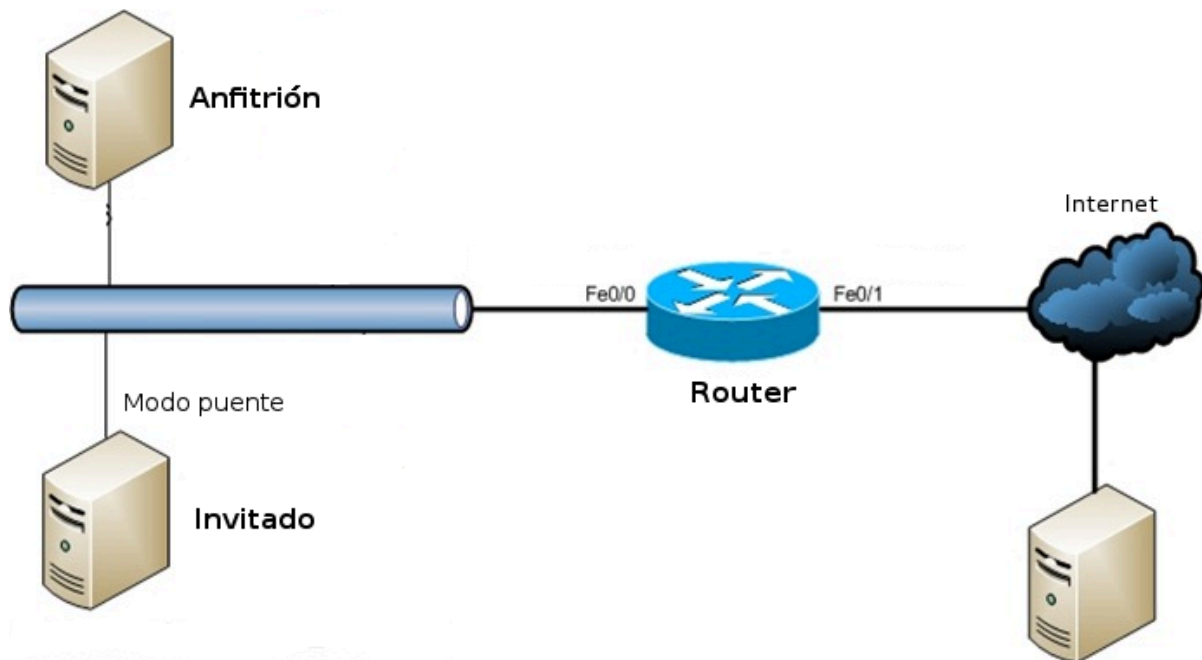 Anfitrión
Internet
Fe0/0
Fe0/1
Router
Modo puente
Invitado